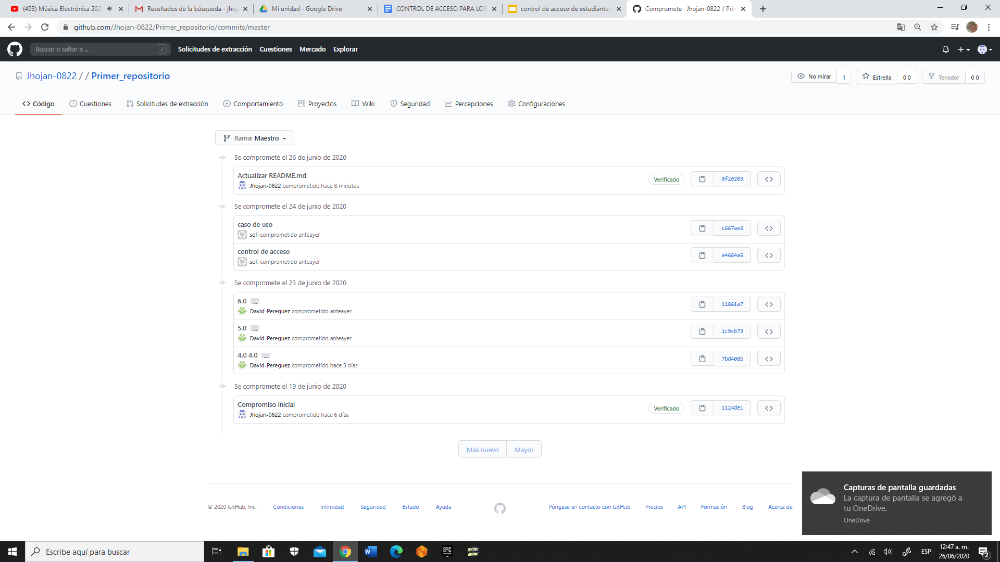 (493) Música Electrónica 202
Resultados de la búsqueda - jhoj
Mi unidad - Google Drive
CONTROL DE ACCESO PARA LOS
control de acceso de estudiantes
Compromete · Jhojan-0822 / Prim
github.com/Jhojan-0822/Primer_repositorio/commits/master
Buscar o saltar a ...
/
Solicitudes de extracción
Cuestiones
Mercado
Explorar
Jhojan-0822 / / Primer_repositorio
No mirar 1
Estrella 0 0
Tenedor 0 0
Código
Cuestiones
Solicitudes de extracción
Comportamiento
Proyectos
Wiki
Seguridad
Percepciones
Configuraciones
Rama: Maestro
Se compromete el 26 de junio de 2020
Actualizar README.md
Jhojan-0822 comprometido hace 8 minutos
Verificado
af2e203
Se compromete el 24 de junio de 2020
caso de uso
sofi comprometido anteayer
c667ae6
control de acceso
sofi comprometido anteayer
e4684a5
Se compromete el 23 de junio de 2020
6.0 ...
David-Pereguez comprometido anteayer
11861a7
5.0 ...
David-Pereguez comprometido anteayer
1c9cb73
4.0 4.0 ...
David-Pereguez comprometido hace 3 días
7bd408b
Se compromete el 19 de junio de 2020
Compromiso inicial
Jhojan-0822 comprometido hace 6 días
Verificado
1124de1
Más nuevo
Mayor
© 2020 GitHub, Inc.
Condiciones
Intimidad
Seguridad
Estado
Ayuda
Póngase en contacto con GitHub
Precios
API
Formación
Blog
Acerca de
Capturas de pantalla guardadas
La captura de pantalla se agregó a
tu OneDrive.
OneDrive
Escribe aquí para buscar
EPIC
GAMES
ESP
12:47 a. m.
26/06/2020
2